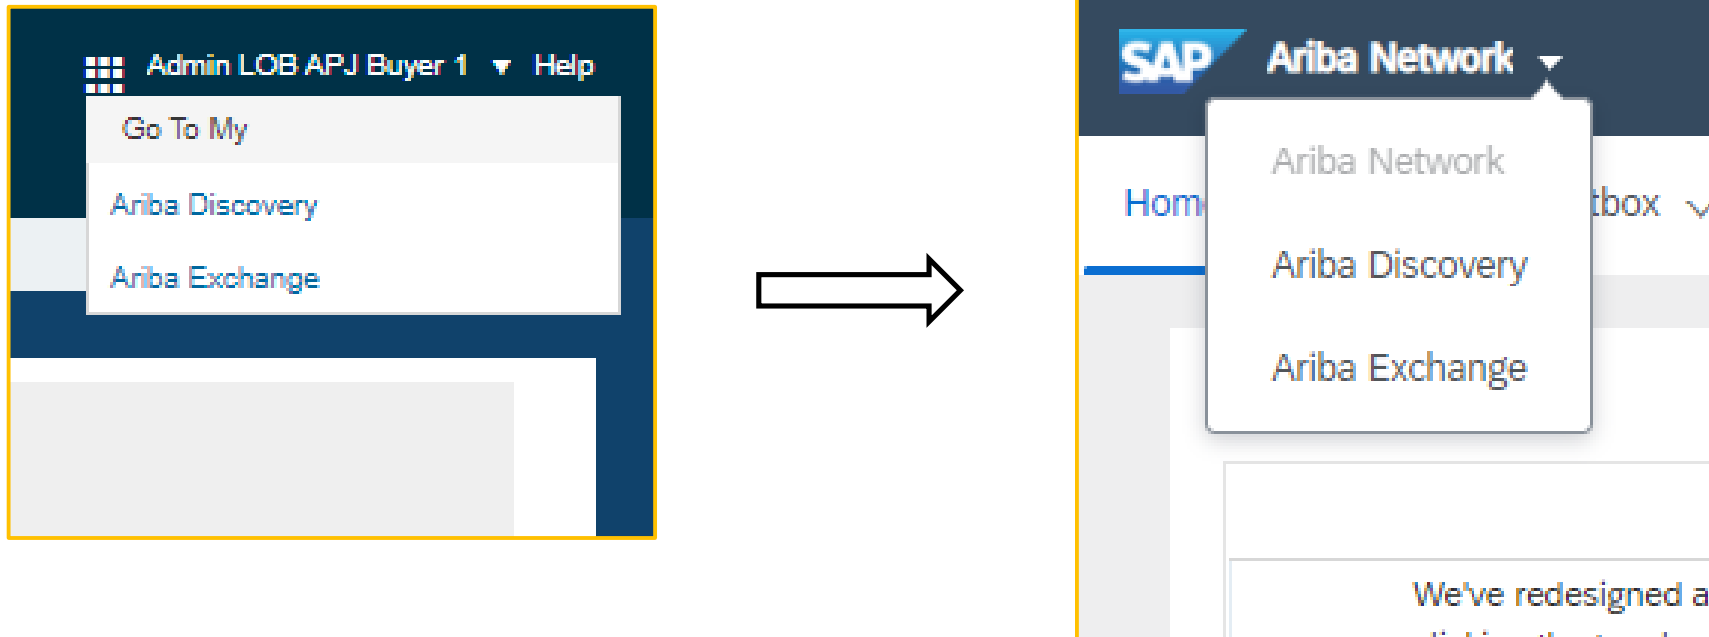 Admin LOB APJ Buyer 1 ▼ Help
Go To My
Ariba Discovery
Ariba Exchange
SAP Ariba Network
Ariba Network
Ariba Discovery
Ariba Exchange
We've redesigned a